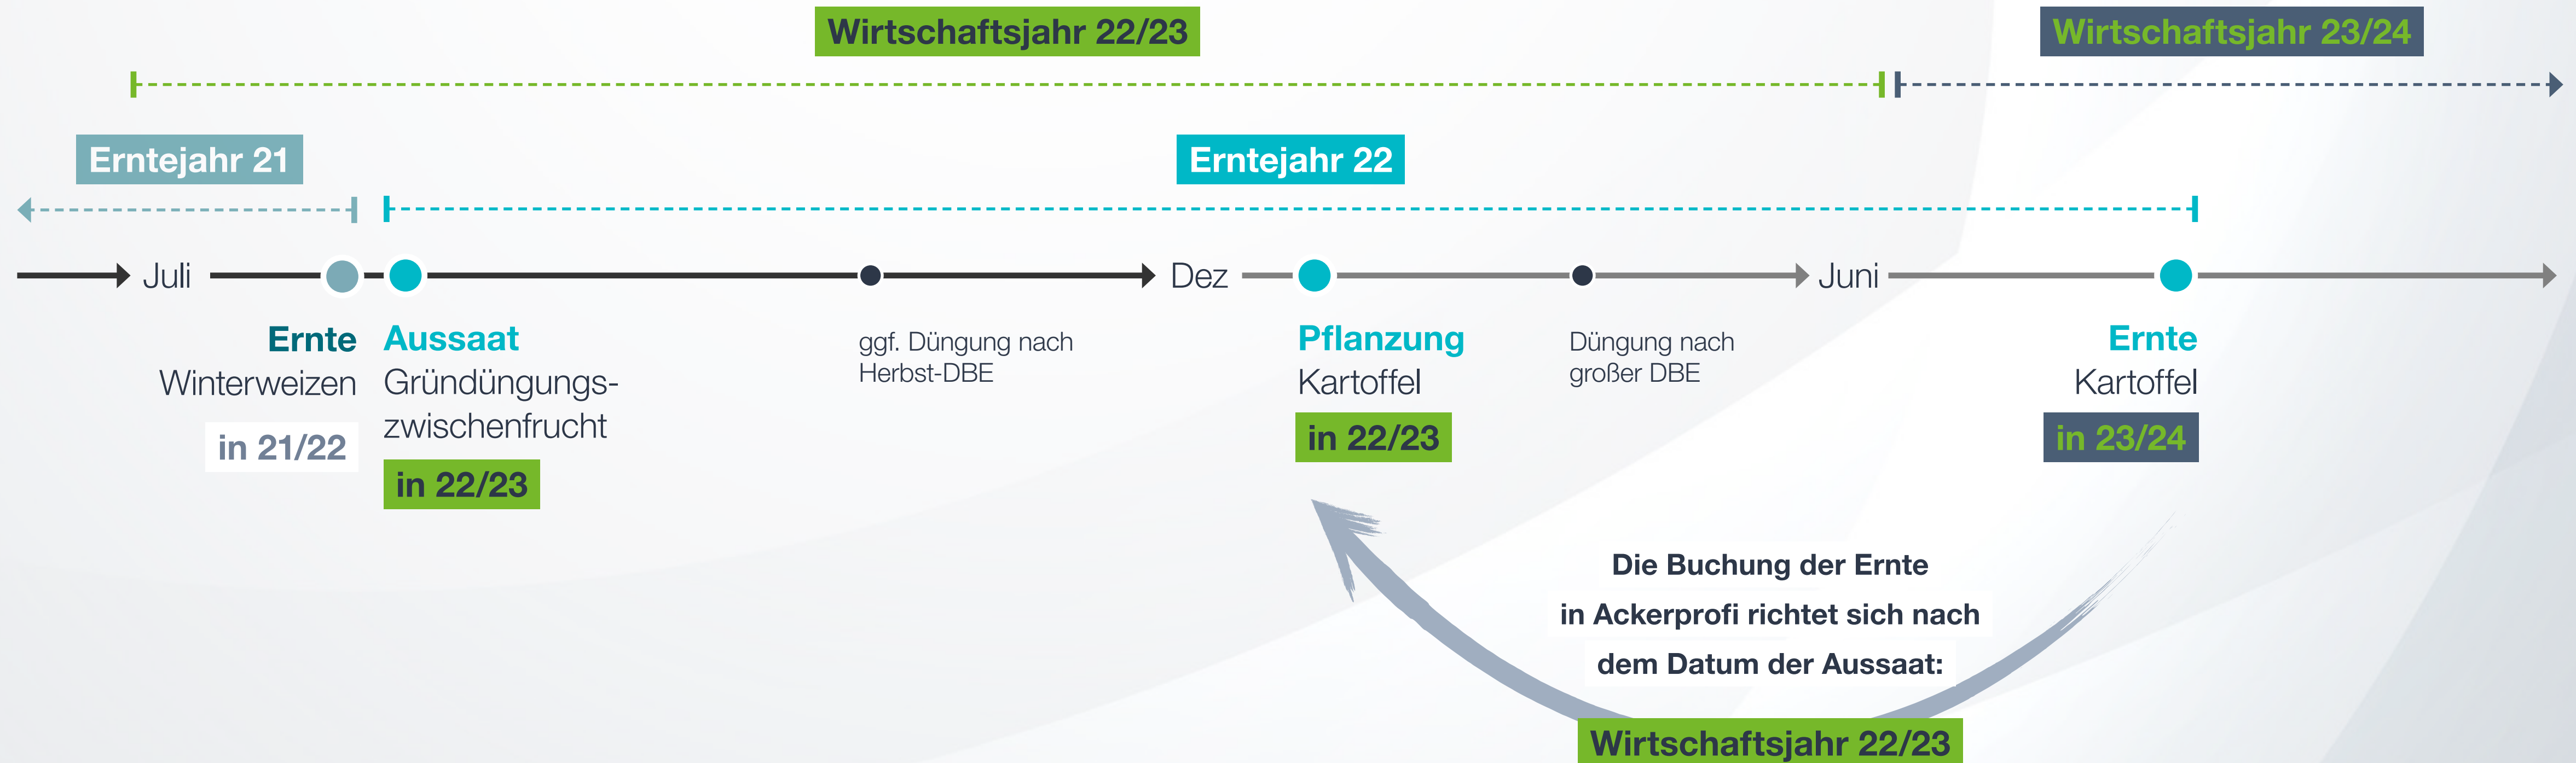 Wirtschaftsjahr 22/23
Wirtschaftsjahr 23/24
Erntejahr 21
Erntejahr 22
Juli
Dez
Juni
Ernte
Winterweizen
in 21/22
Aussaat
Gründüngungs-
zwischenfrucht
in 22/23
ggf. Düngung nach
Herbst-DBE
Pflanzung
Kartoffel
in 22/23
Düngung nach
großer DBE
Ernte
Kartoffel
in 23/24
Die Buchung der Ernte
in Ackerprofi richtet sich nach
dem Datum der Aussaat:
Wirtschaftsjahr 22/23